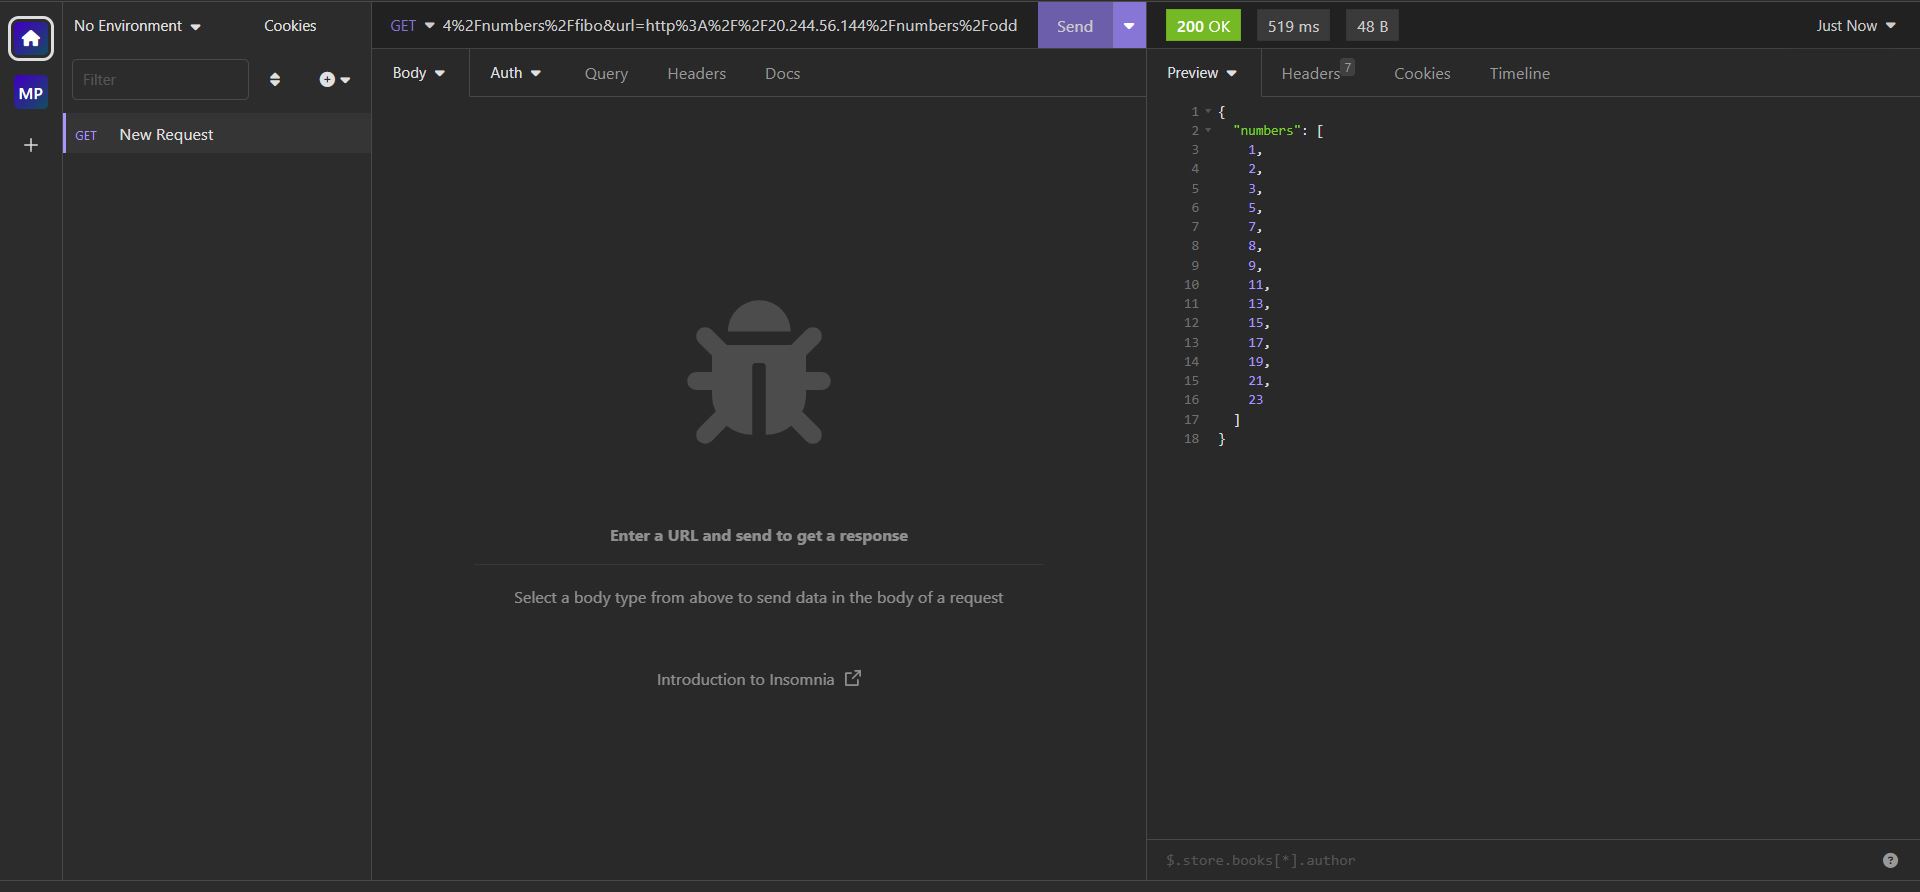 No Environment
Cookies
GET 4%2Fnumbers%2Ffibo&url=http%3A%2F%2F20.244.56.144%2Fnumbers%2Fodd
Send
200 OK
519 ms
48 B
Just Now
Filter
MP
GET New Request
Body
Auth
Query
Headers
Docs
Preview
Headers 7
Cookies
Timeline
Enter a URL and send to get a response
Select a body type from above to send data in the body of a request
Introduction to Insomnia
1 {
2 "numbers": [
3 1,
4 2,
5 3,
6 5,
7 7,
8 8,
9 9,
10 11,
11 13,
12 15,
13 17,
14 19,
15 21,
16 23
17 ]
18 }
$.store.books[*].author
?